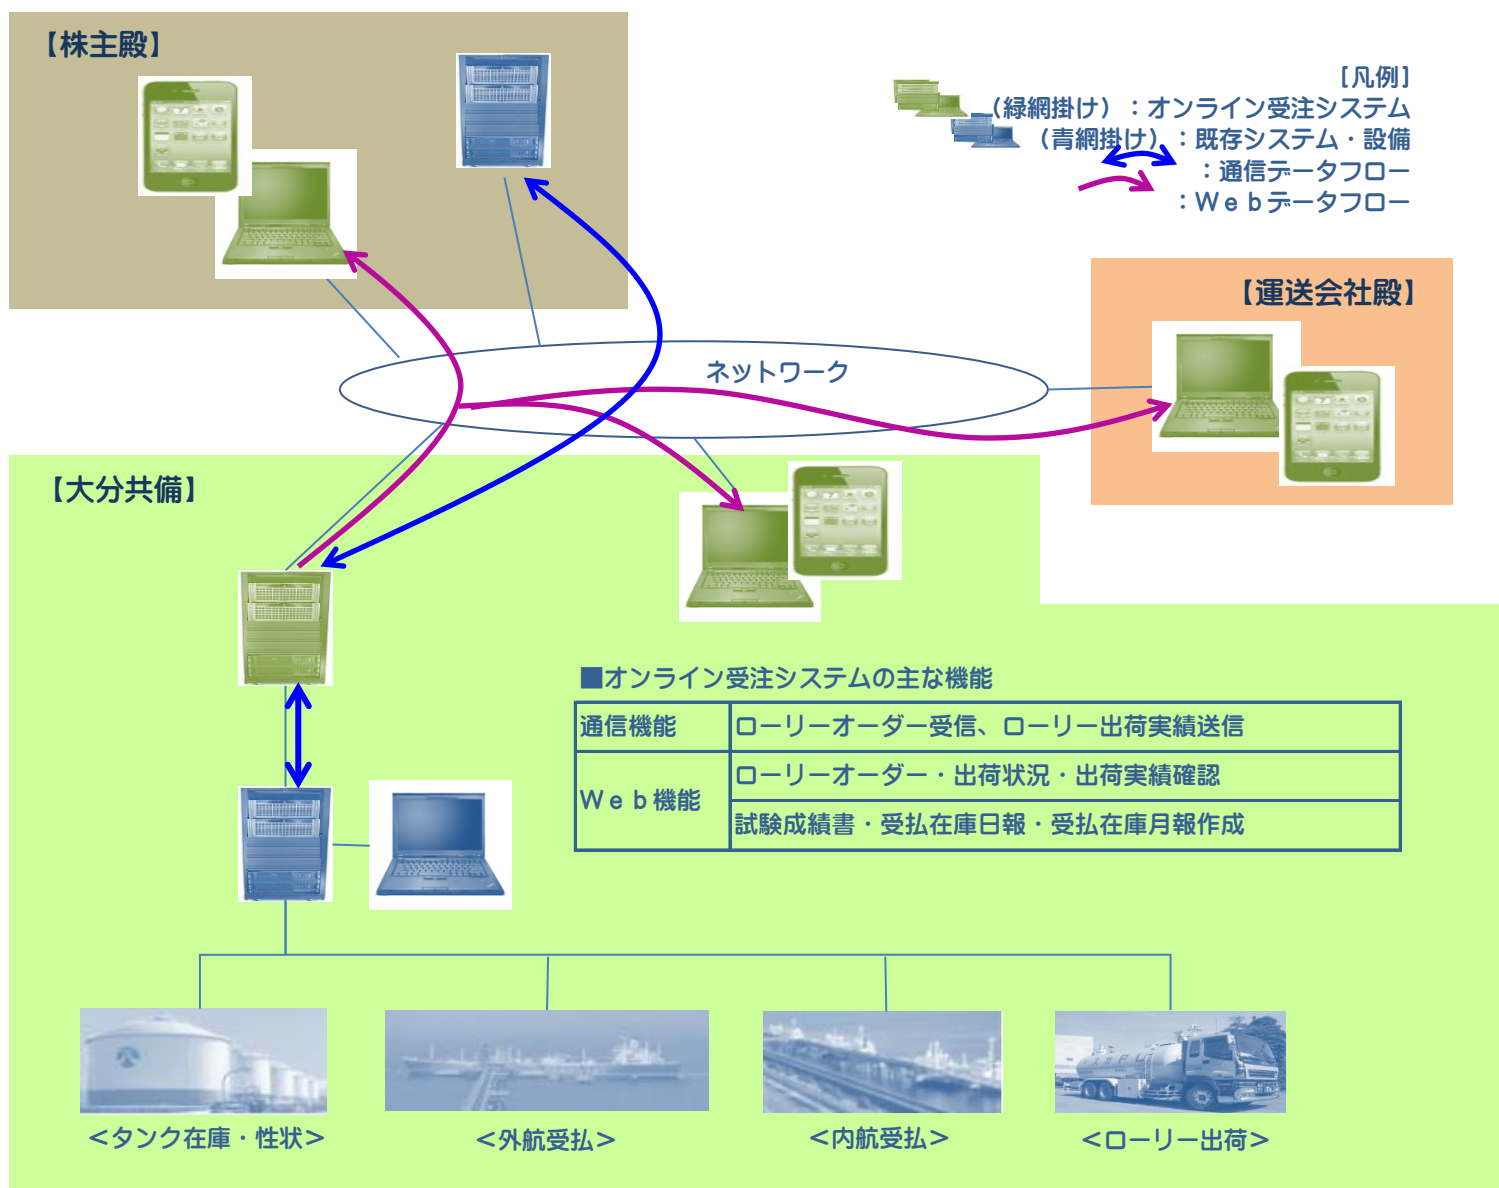 【株主殿】
[凡例]
（緑網掛け）：オンライン受注システム
（青網掛け）：既存システム・設備
：通信データフロー
：Ｗｅｂデータフロー
【運送会社殿】
ネットワーク
【大分共備】
■オンライン受注システムの主な機能
通信機能
ローリーオーダー受信、ローリー出荷実績送信
Ｗｅｂ機能
ローリーオーダー・出荷状況・出荷実績確認
試験成績書・受払在庫日報・受払在庫月報作成
＜タンク在庫・性状＞
＜外航受払＞
＜内航受払＞
＜ローリー出荷＞